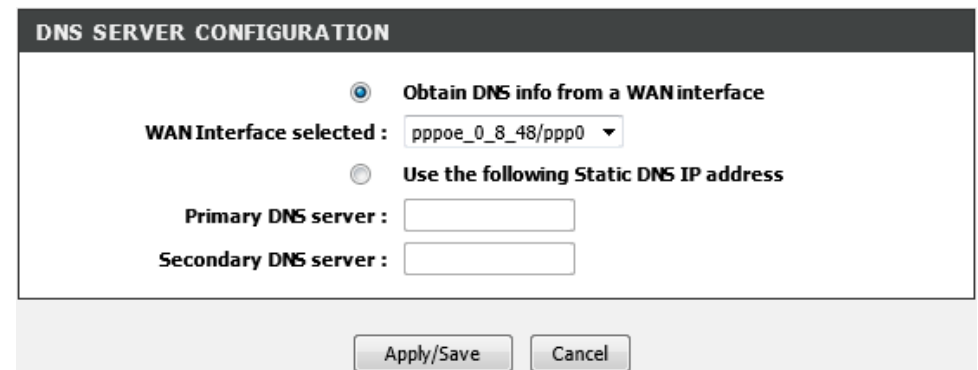 DNS SERVER CONFIGURATION
Obtain DNS info from a WAN interface
WAN Interface selected : pppoe_0_8_48/ppp0
Use the following Static DNS IP address
Primary DNS server :
Secondary DNS server :
Apply/Save Cancel